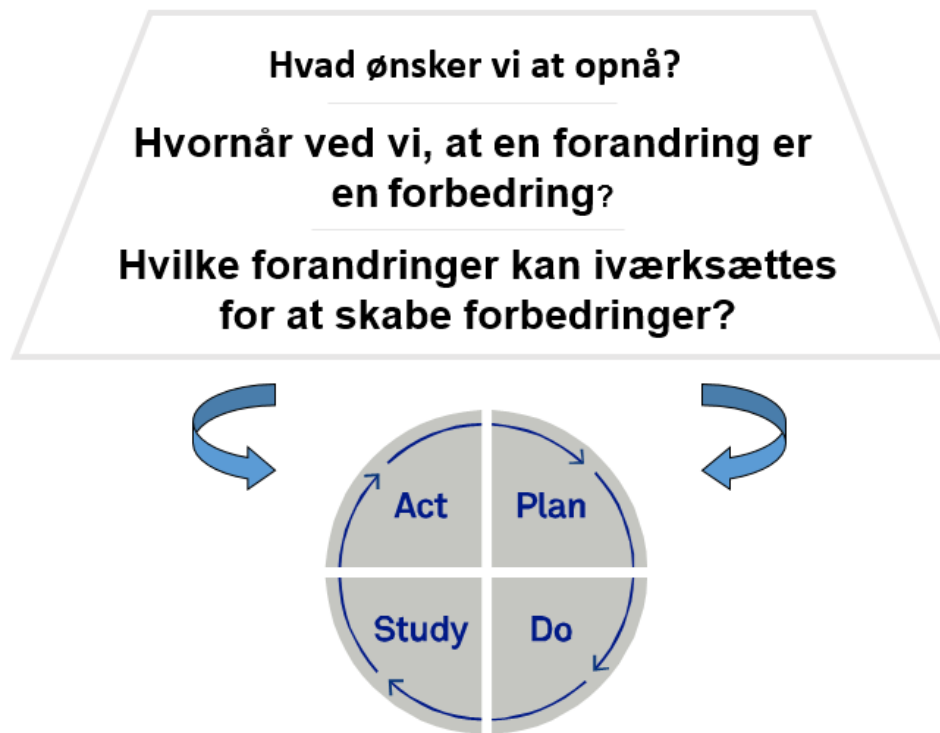 Hvad ønsker vi at opnå?
Hvornår ved vi, at en forandring er
en forbedring?
Hvilke forandringer kan iværksættes
for at skabe forbedringer?
Act
Plan
Study
Do